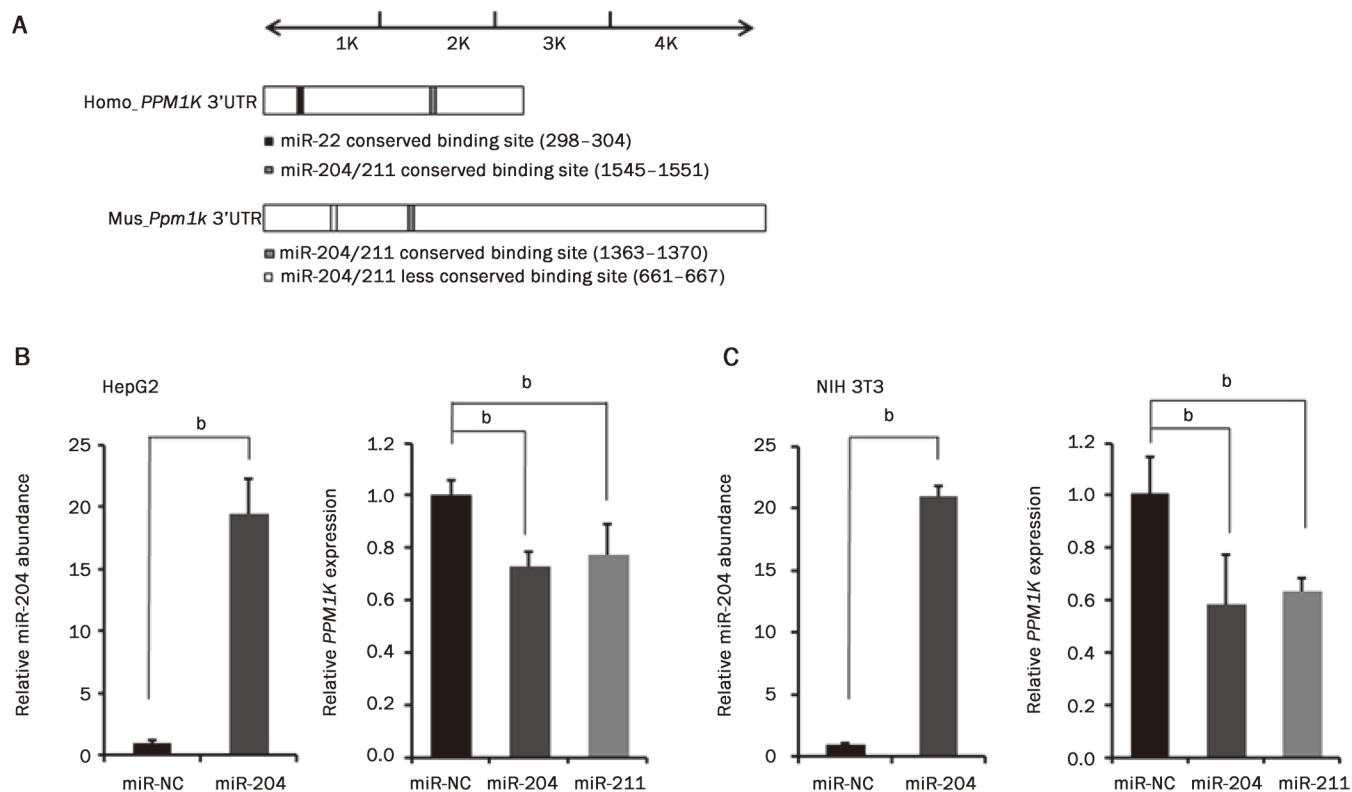 A
1K 2K 3K 4K
Homo_PPM1K 3'UTR
miR-22 conserved binding site (298–304)
miR-204/211 conserved binding site (1545–1551)
Mus_Ppm1k 3'UTR
miR-204/211 conserved binding site (1363–1370)
miR-204/211 less conserved binding site (661–667)
B
HepG2
b
Relative miR-204 abundance
25
20
15
10
5
0
miR-NC miR-204
b
b
Relative PPM1K expression
1.2
1.0
0.8
0.6
0.4
0.2
0.0
miR-NC miR-204 miR-211
C
NIH 3T3
b
Relative miR-204 abundance
25
20
15
10
5
0
miR-NC miR-204
b
b
Relative PPM1K expression
1.2
1.0
0.8
0.6
0.4
0.2
0.0
miR-NC miR-204 miR-211